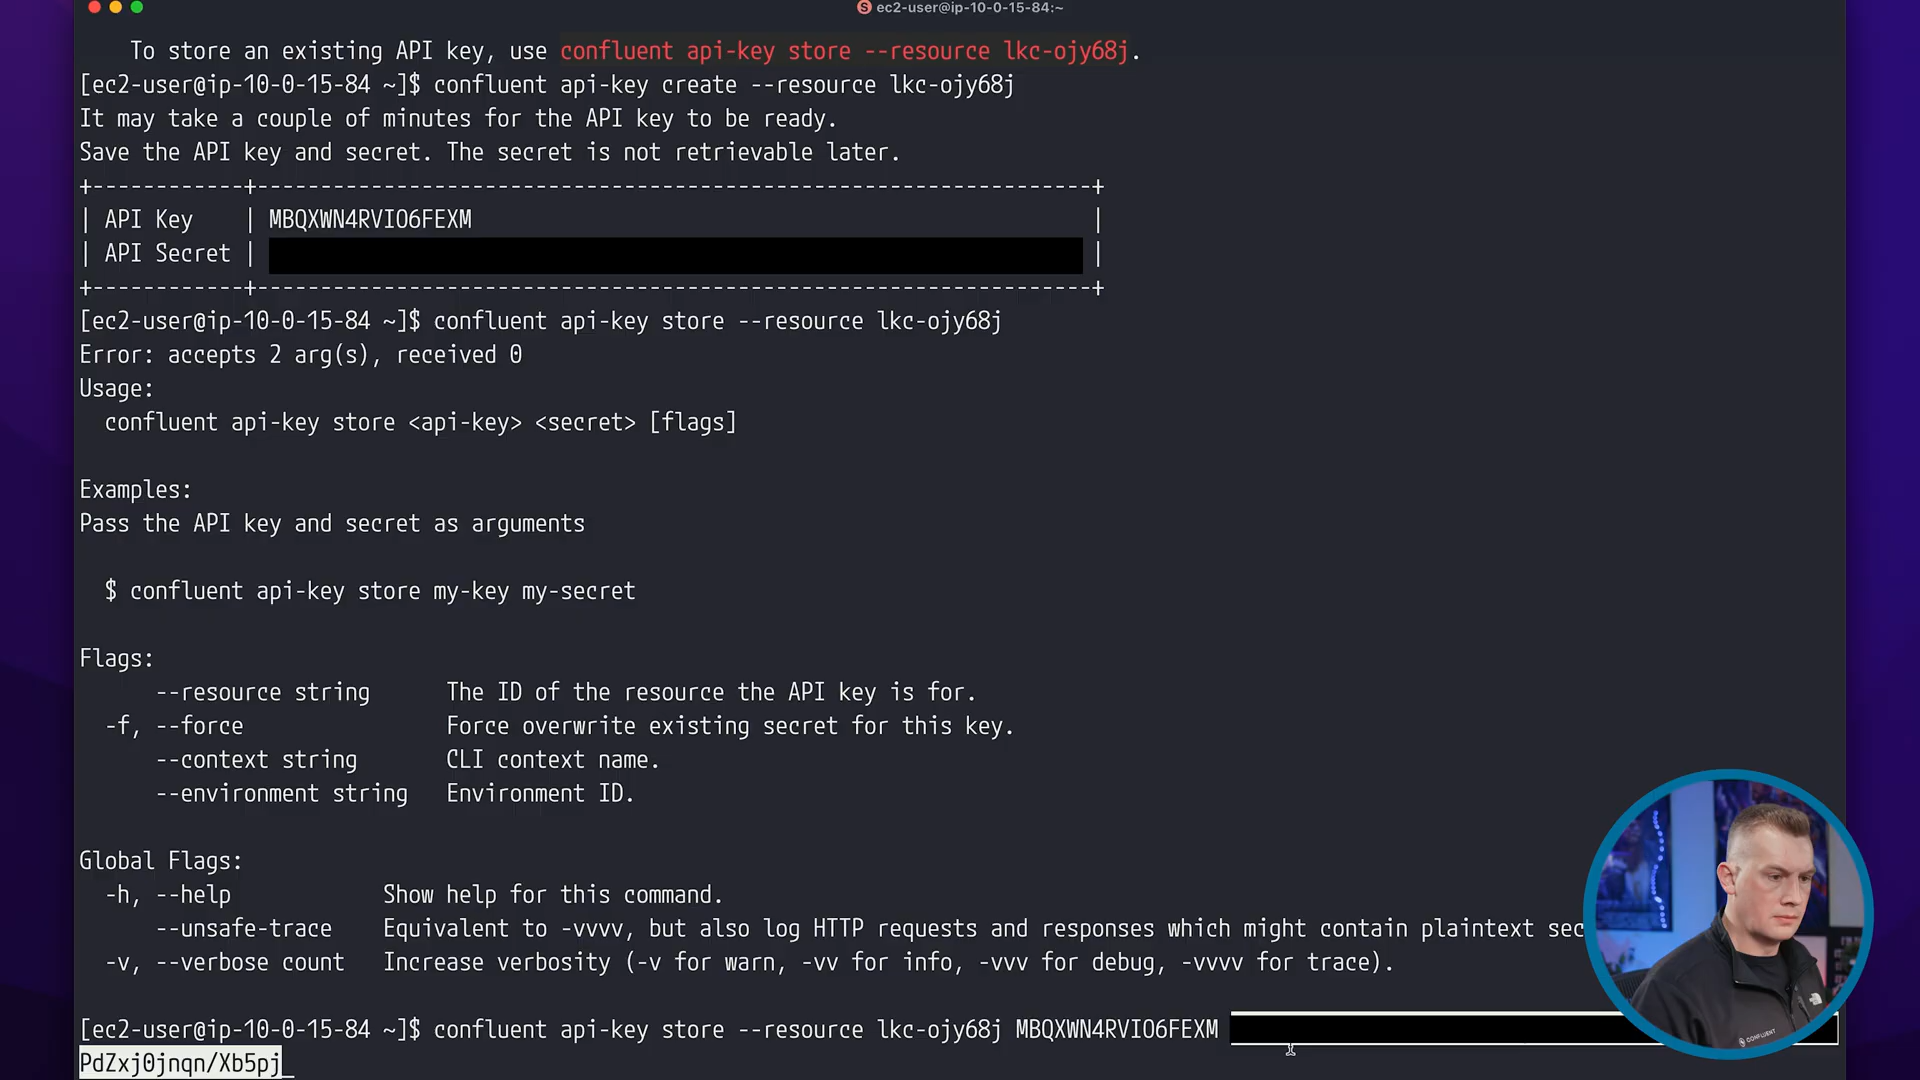 ec2-user@ip-10-0-15-84:~
To store an existing API key, use confluent api-key store --resource lkc-ojy68j.
[ec2-user@ip-10-0-15-84 ~]$ confluent api-key create --resource lkc-ojy68j
It may take a couple of minutes for the API key to be ready.
Save the API key and secret. The secret is not retrievable later.
+------------+------------------------------------------------------------------+
| API Key    | MBQXWN4RVIO6FEXM                                                 |
| API Secret |                                                                  |
+------------+------------------------------------------------------------------+
[ec2-user@ip-10-0-15-84 ~]$ confluent api-key store --resource lkc-ojy68j
Error: accepts 2 arg(s), received 0
Usage:
confluent api-key store <api-key> <secret> [flags]
Examples:
Pass the API key and secret as arguments
$ confluent api-key store my-key my-secret
Flags:
--resource string      The ID of the resource the API key is for.
-f, --force                Force overwrite existing secret for this key.
--context string       CLI context name.
--environment string   Environment ID.
Global Flags:
-h, --help            Show help for this command.
--unsafe-trace    Equivalent to -vvvv, but also log HTTP requests and responses which might contain plaintext sec
-v, --verbose count   Increase verbosity (-v for warn, -vv for info, -vvv for debug, -vvvv for trace).
[ec2-user@ip-10-0-15-84 ~]$ confluent api-key store --resource lkc-ojy68j MBQXWN4RVIO6FEXM
PdZxj0jnqn/Xb5pj_
CONFLUENT